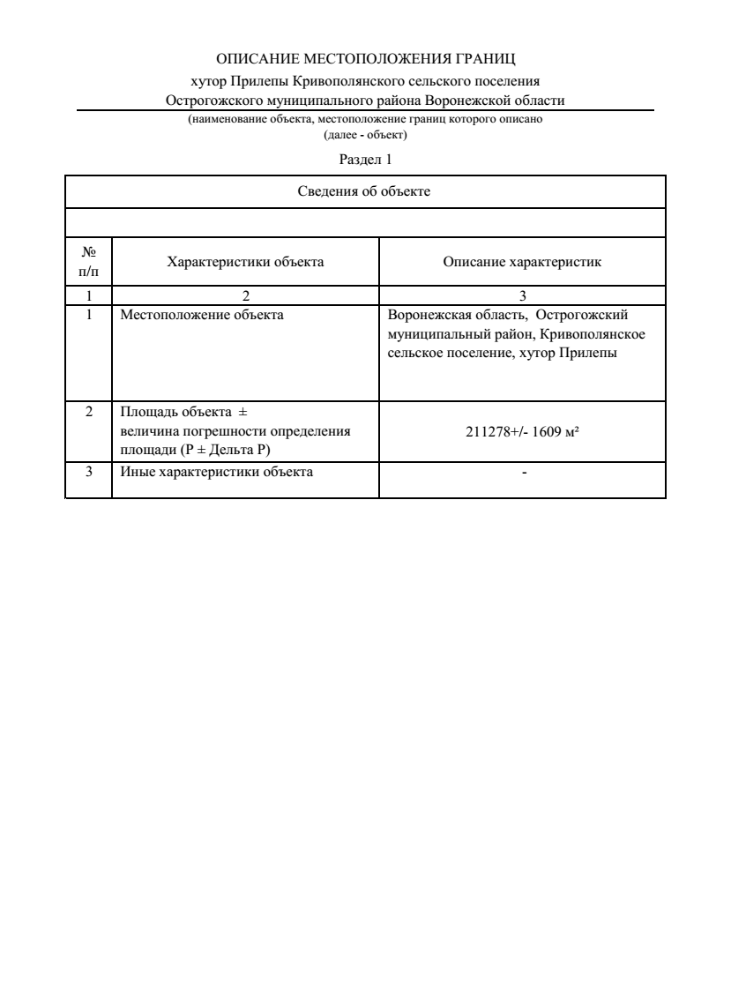 ОПИСАНИЕ МЕСТОПОЛОЖЕНИЯ ГРАНИЦ
хутор Прилепы Кривополянского сельского поселения
Острогожского муниципального района Воронежской области
(наименование объекта, местоположение границ которого описано
(далее - объект)
Раздел 1
Сведения об объекте
№
п/п
Характеристики объекта
Описание характеристик
1
2
3
1
Местоположение объекта
Воронежская область, Острогожский
муниципальный район, Кривополянское
сельское поселение, хутор Прилепы
2
Площадь объекта ±
величина погрешности определения
площади (P ± Дельта P)
211278+/- 1609 м²
3
Иные характеристики объекта
-